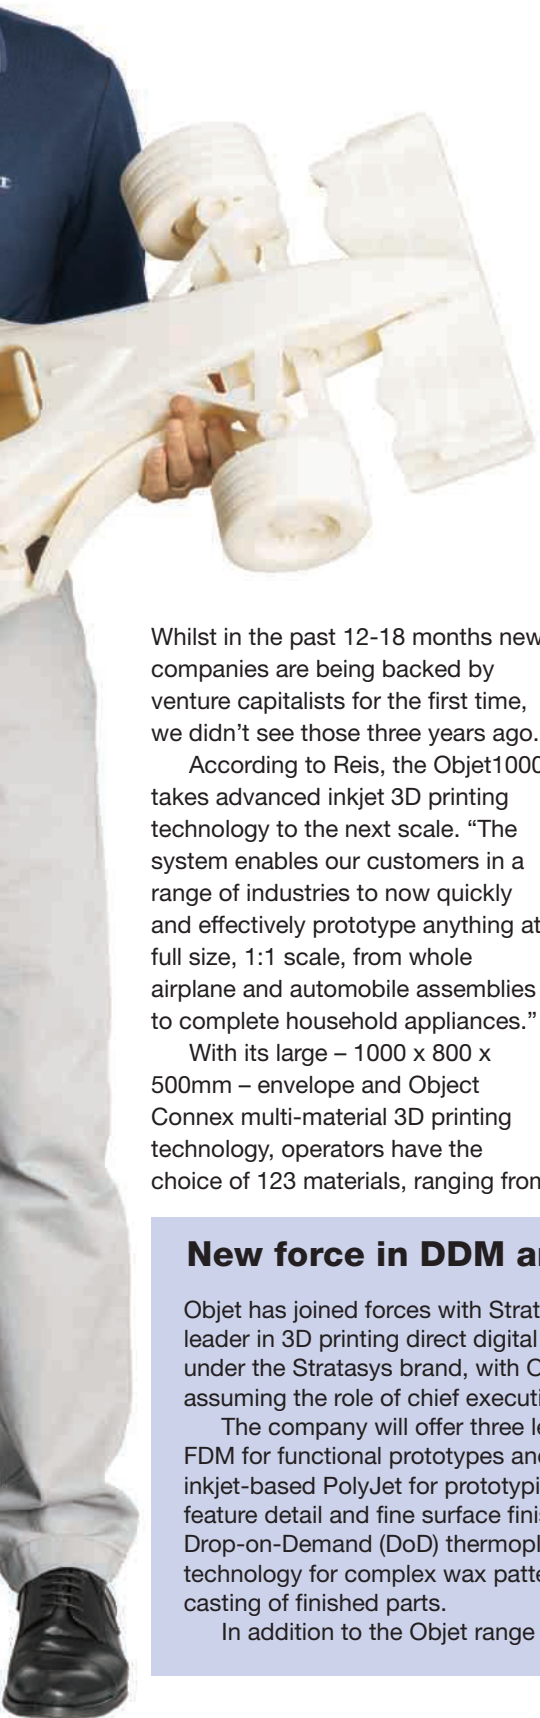 Whilst in the past 12-18 months new
companies are being backed by
venture capitalists for the first time,
we didn't see those three years ago.
According to Reis, the Objet1000
takes advanced inkjet 3D printing
technology to the next scale. “The
system enables our customers in a
range of industries to now quickly
and effectively prototype anything at
full size, 1:1 scale, from whole
airplane and automobile assemblies
to complete household appliances.”
With its large – 1000 x 800 x
500mm – envelope and Object
Connex multi-material 3D printing
technology, operators have the
choice of 123 materials, ranging from
New force in DDM
Objet has joined forces with
leader in 3D printing direct digital
under the Stratasys brand, with
assuming the role of chief
The company will offer three
FDM for functional prototypes
inkjet-based PolyJet for
feature detail and fine surface
Drop-on-Demand (DoD)
technology for complex wax
casting of finished parts.
In addition to the Objet range